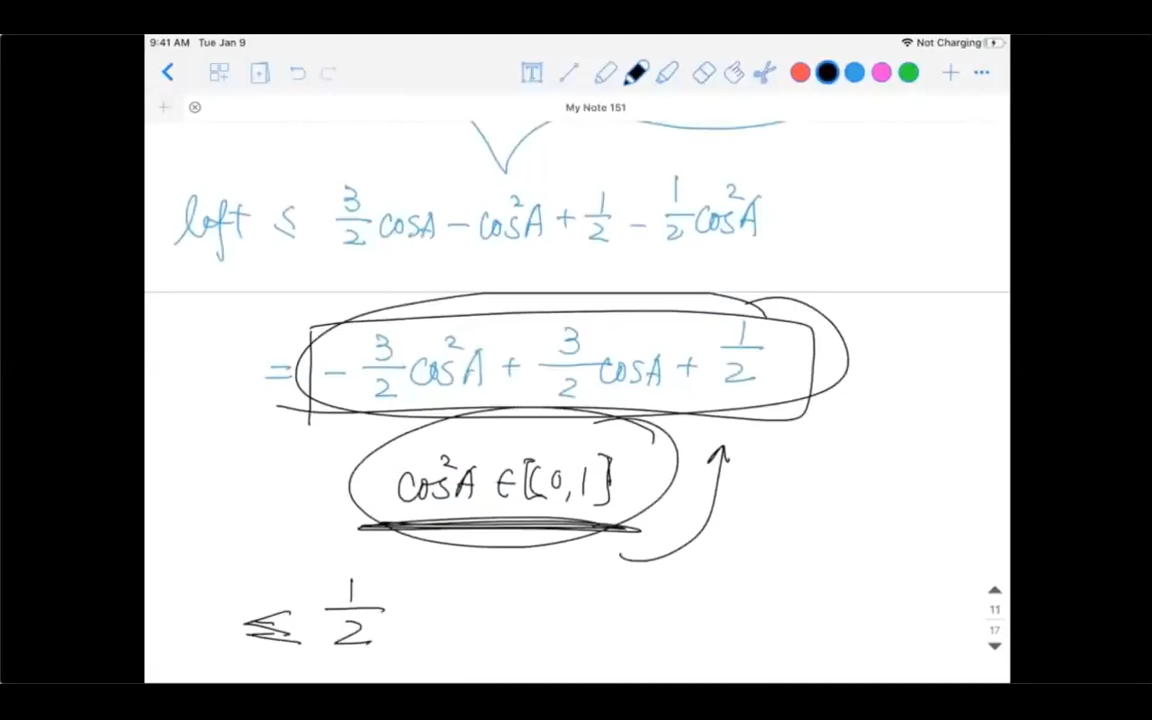 9:41 AM Tue Jan 9
Not Charging
My Note 151
left ≤ 3/2 cosA − cos²A + 1/2 − 1/2 cos²A
= − 3/2 cos²A + 3/2 cosA + 1/2
cos²A ∈ [0,1]
≤ 1/2
11
17